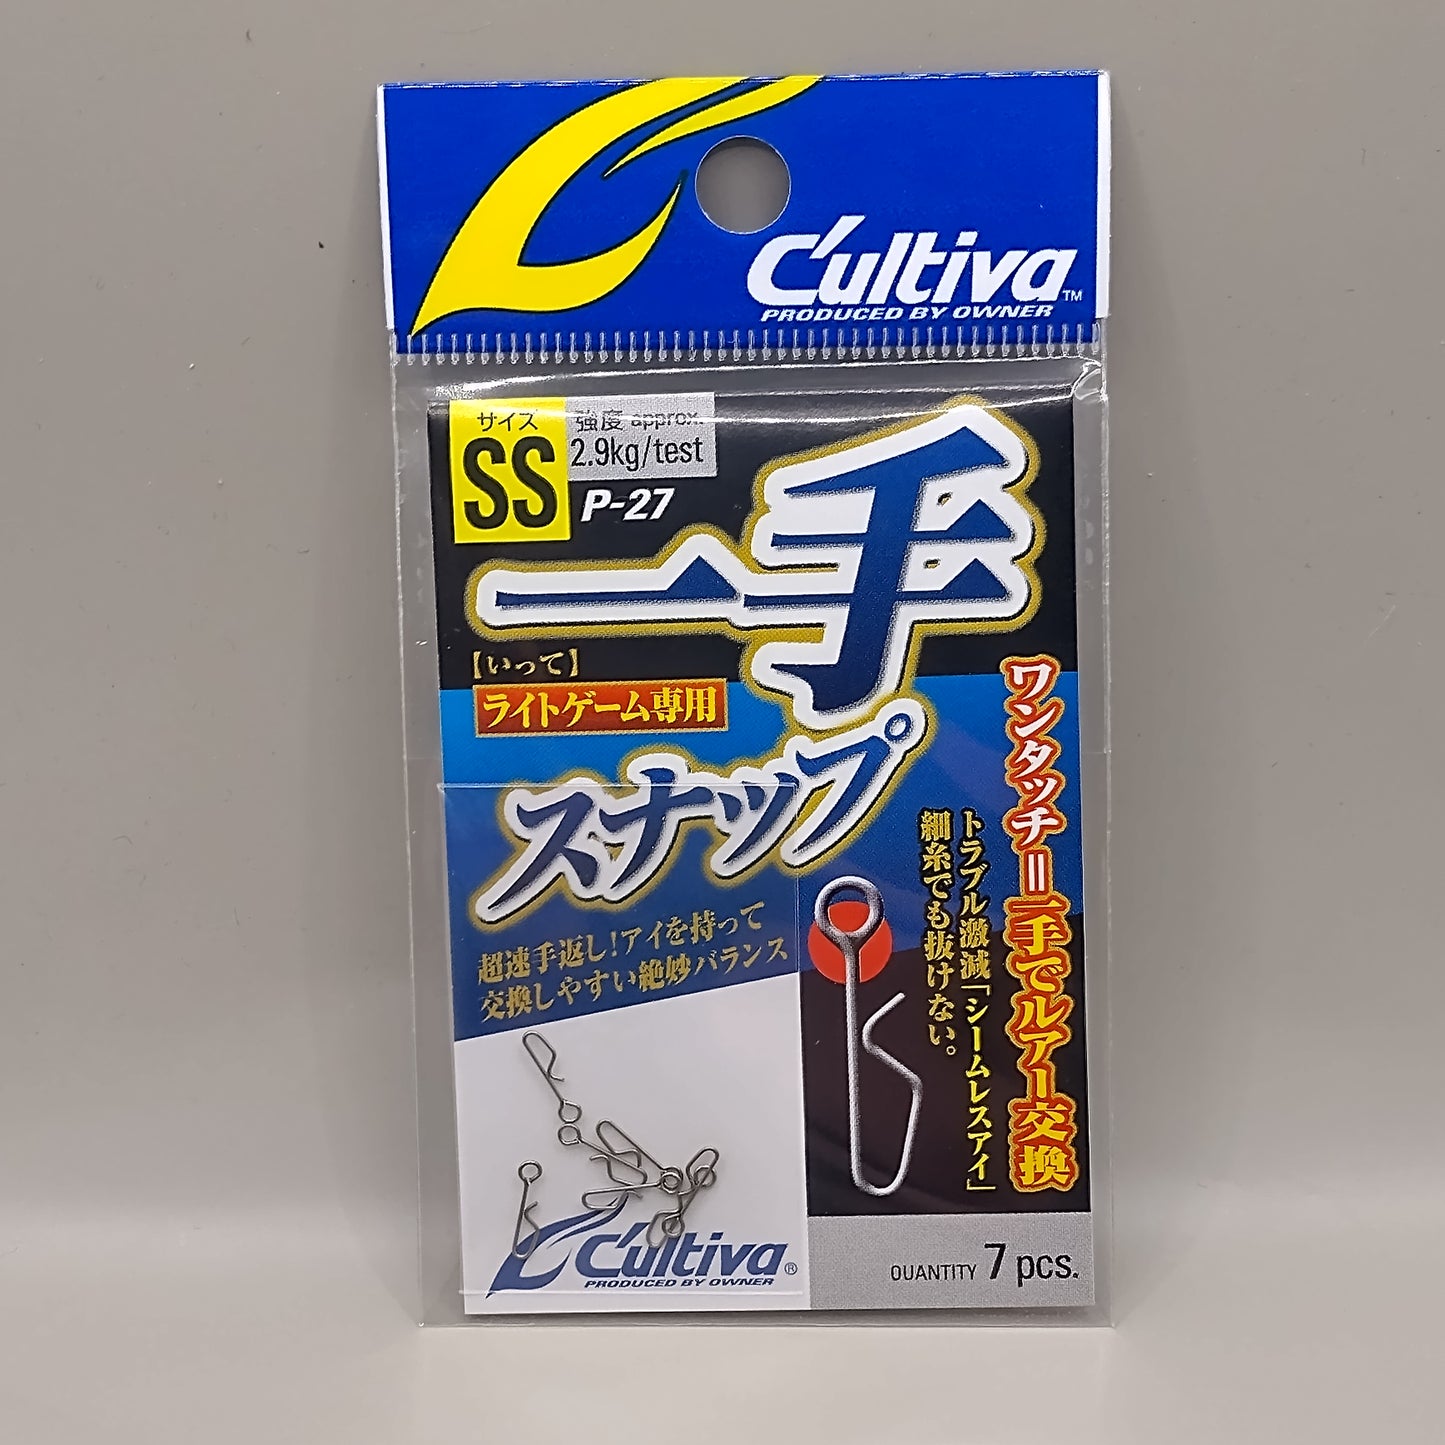 C'ultiva™
PRODUCED BY OWNER
サイズ
SS
強度 approx.
2.9kg/test
P-27
一手
【いって】
ライトゲーム専用
スナップ
ワンタッチ=一手でルアー交換
トラブル激減「シームレスアイ」
細糸でも抜けない。
超速手返し!アイを持って
交換しやすい絶妙バランス
C'ultiva®
PRODUCED BY OWNER
QUANTITY 7 pcs.